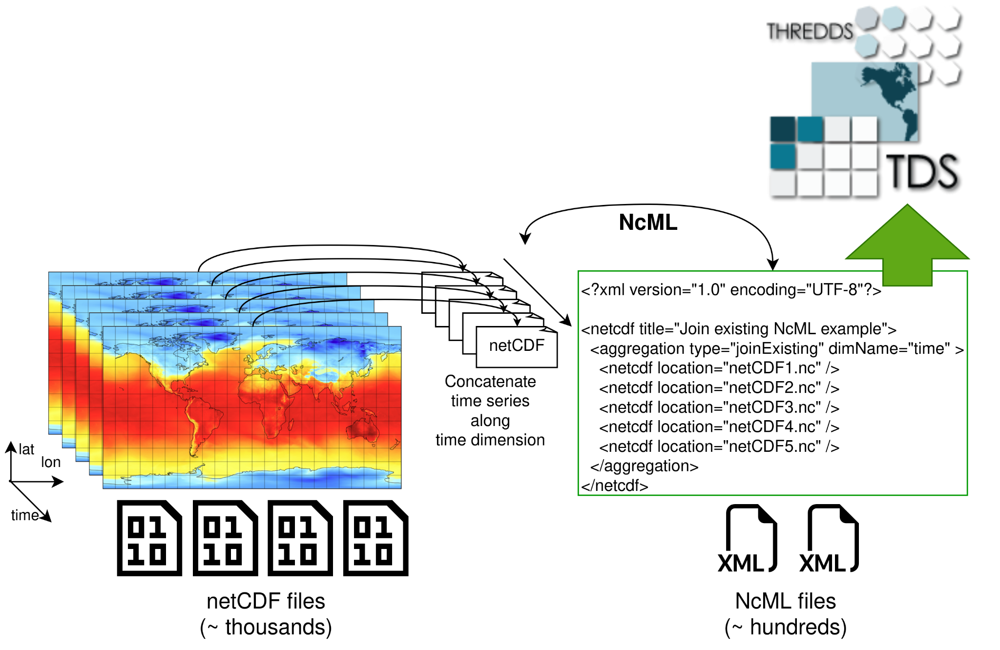 THREDDS
TDS
NcML
<?xml version="1.0" encoding="UTF-8"?>
<netcdf title="Join existing NcML example">
<aggregation type="joinExisting" dimName="time" >
<netcdf location="netCDF1.nc" />
<netcdf location="netCDF2.nc" />
<netcdf location="netCDF3.nc" />
<netcdf location="netCDF4.nc" />
<netcdf location="netCDF5.nc" />
</aggregation>
</netcdf>
netCDF
Concatenate
time series
along
time dimension
lat
lon
time
01
10
01
10
01
10
01
10
XML
XML
netCDF files
(~ thousands)
NcML files
(~ hundreds)